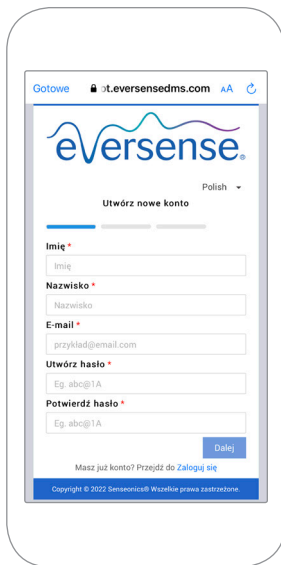 Gotowe ot.eversensedms.com AA
eversense®
Polish
Utwórz nowe konto
Imię *
Imię
Nazwisko *
Nazwisko
E-mail *
przykład@email.com
Utwórz hasło *
Eg. abc@1A
Potwierdź hasło *
Eg. abc@1A
Dalej
Masz już konto? Przejdź do Zaloguj się
Copyright © 2022 Senseonics® Wszelkie prawa zastrzeżone.